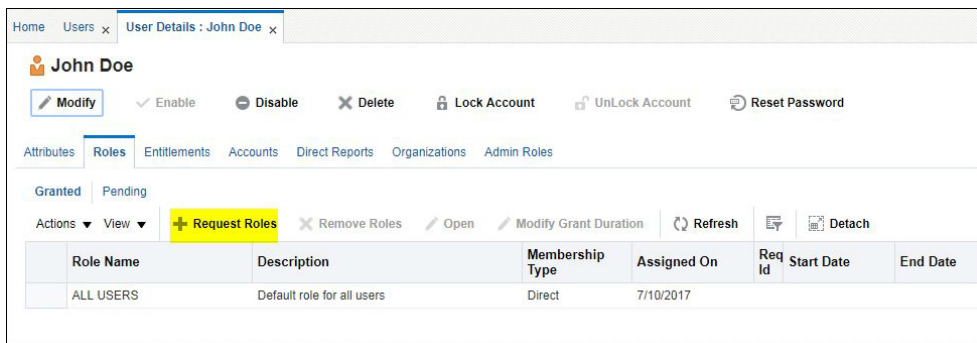 Home Users x User Details : John Doe x
John Doe
Modify Enable Disable Delete Lock Account UnLock Account Reset Password
Attributes Roles Entitlements Accounts Direct Reports Organizations Admin Roles
Granted Pending
Actions View Request Roles Remove Roles Open Modify Grant Duration Refresh Detach
Role Name Description Membership Type Assigned On Req Id Start Date End Date
ALL USERS Default role for all users Direct 7/10/2017